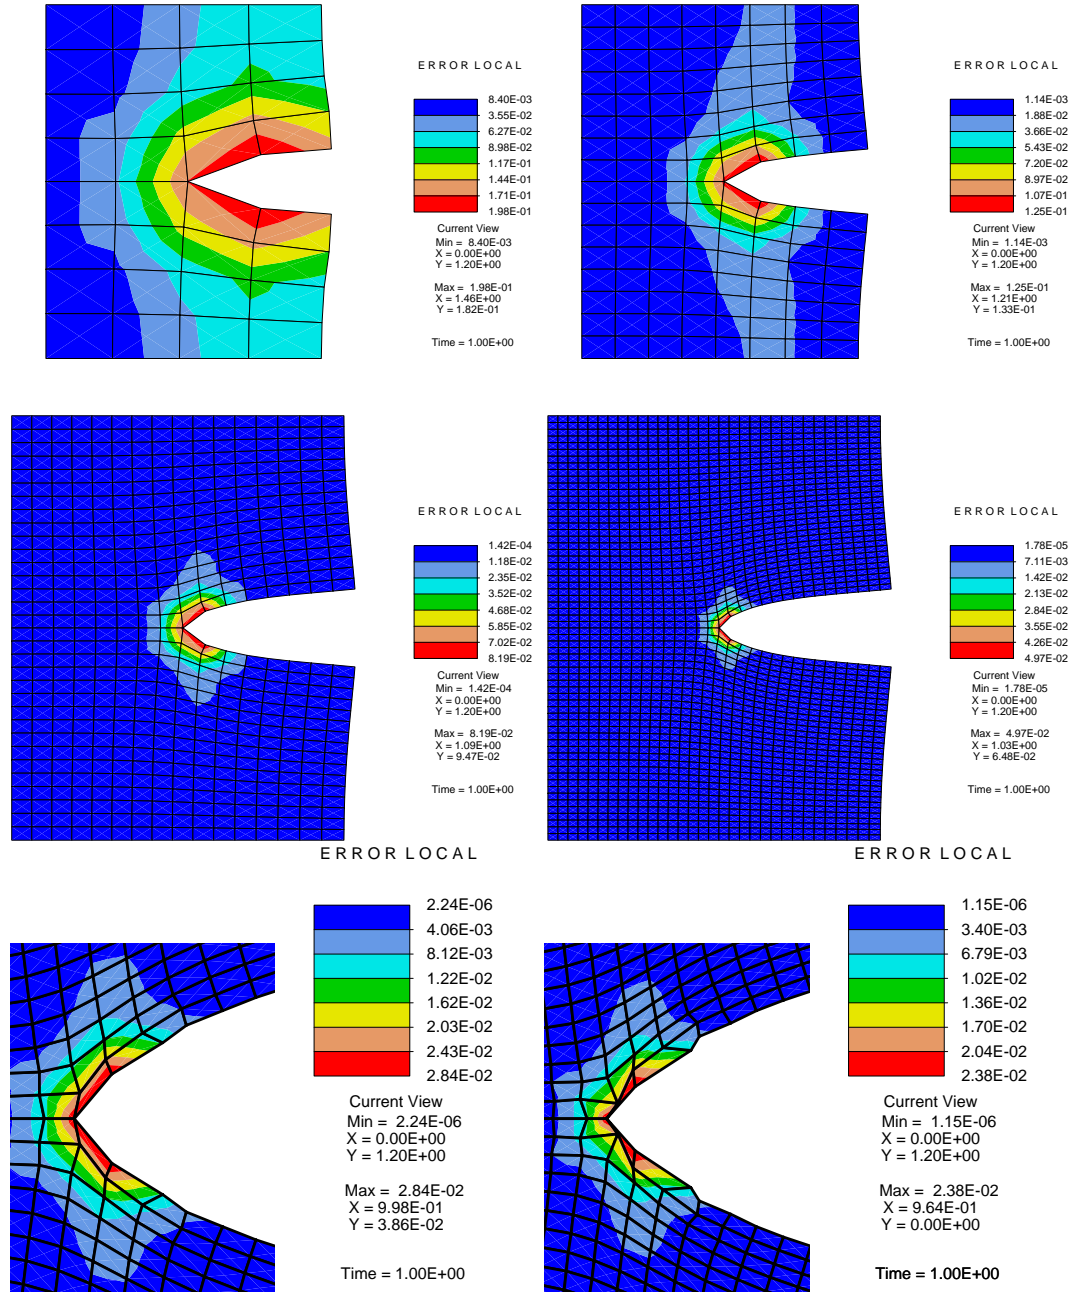 ERROR LOCAL
8.40E-03
3.55E-02
6.27E-02
8.98E-02
1.17E-01
1.44E-01
1.71E-01
1.98E-01
Current View
Min = 8.40E-03
X = 0.00E+00
Y = 1.20E+00
Max = 1.98E-01
X = 1.46E+00
Y = 1.82E-01
Time = 1.00E+00
ERROR LOCAL
1.14E-03
1.88E-02
3.66E-02
5.43E-02
7.20E-02
8.97E-02
1.07E-01
1.25E-01
Current View
Min = 1.14E-03
X = 0.00E+00
Y = 1.20E+00
Max = 1.25E-01
X = 1.21E+00
Y = 1.33E-01
Time = 1.00E+00
ERROR LOCAL
1.42E-04
1.18E-02
2.35E-02
3.52E-02
4.68E-02
5.85E-02
7.02E-02
8.19E-02
Current View
Min = 1.42E-04
X = 0.00E+00
Y = 1.20E+00
Max = 8.19E-02
X = 1.09E+00
Y = 9.47E-02
Time = 1.00E+00
ERROR LOCAL
1.78E-05
7.11E-03
1.42E-02
2.13E-02
2.84E-02
3.55E-02
4.26E-02
4.97E-02
Current View
Min = 1.78E-05
X = 0.00E+00
Y = 1.20E+00
Max = 4.97E-02
X = 1.03E+00
Y = 6.48E-02
Time = 1.00E+00
ERROR LOCAL
2.24E-06
4.06E-03
8.12E-03
1.22E-02
1.62E-02
2.03E-02
2.43E-02
2.84E-02
Current View
Min = 2.24E-06
X = 0.00E+00
Y = 1.20E+00
Max = 2.84E-02
X = 9.98E-01
Y = 3.86E-02
Time = 1.00E+00
ERROR LOCAL
1.15E-06
3.40E-03
6.79E-03
1.02E-02
1.36E-02
1.70E-02
2.04E-02
2.38E-02
Current View
Min = 1.15E-06
X = 0.00E+00
Y = 1.20E+00
Max = 2.38E-02
X = 9.64E-01
Y = 0.00E+00
Time = 1.00E+00